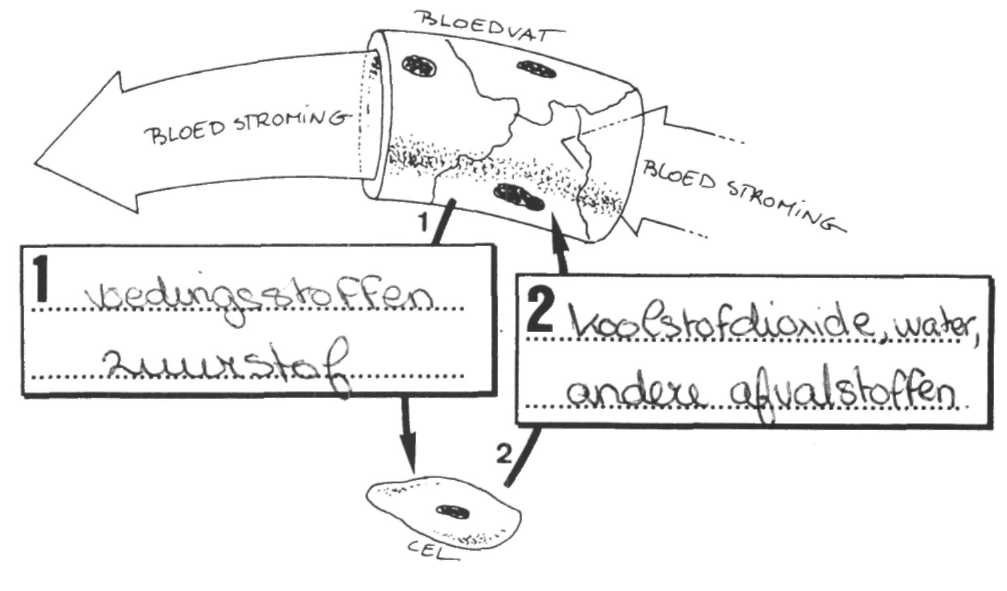 BLOEDVAT
BLOED STROMING
BLOED STROMING
1
1 voedingsstoffen
zuurstof
2 koolstofdioxide, water,
andere afvalstoffen
2
CEL